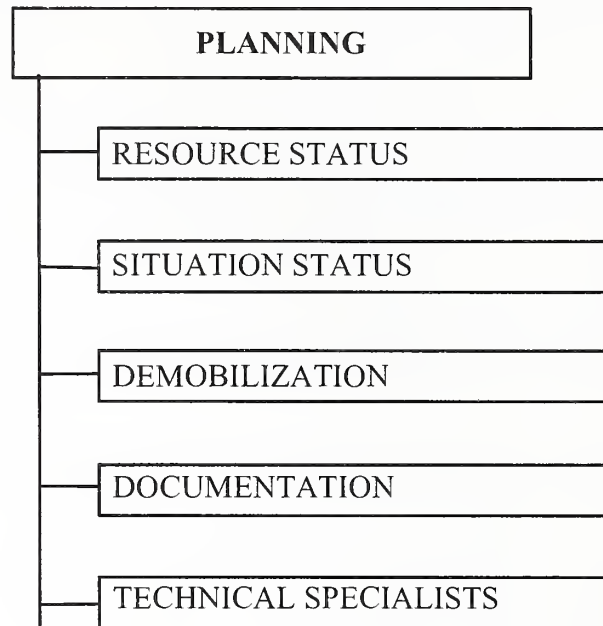 PLANNING
RESOURCE STATUS
SITUATION STATUS
DEMOBILIZATION
DOCUMENTATION
TECHNICAL SPECIALISTS